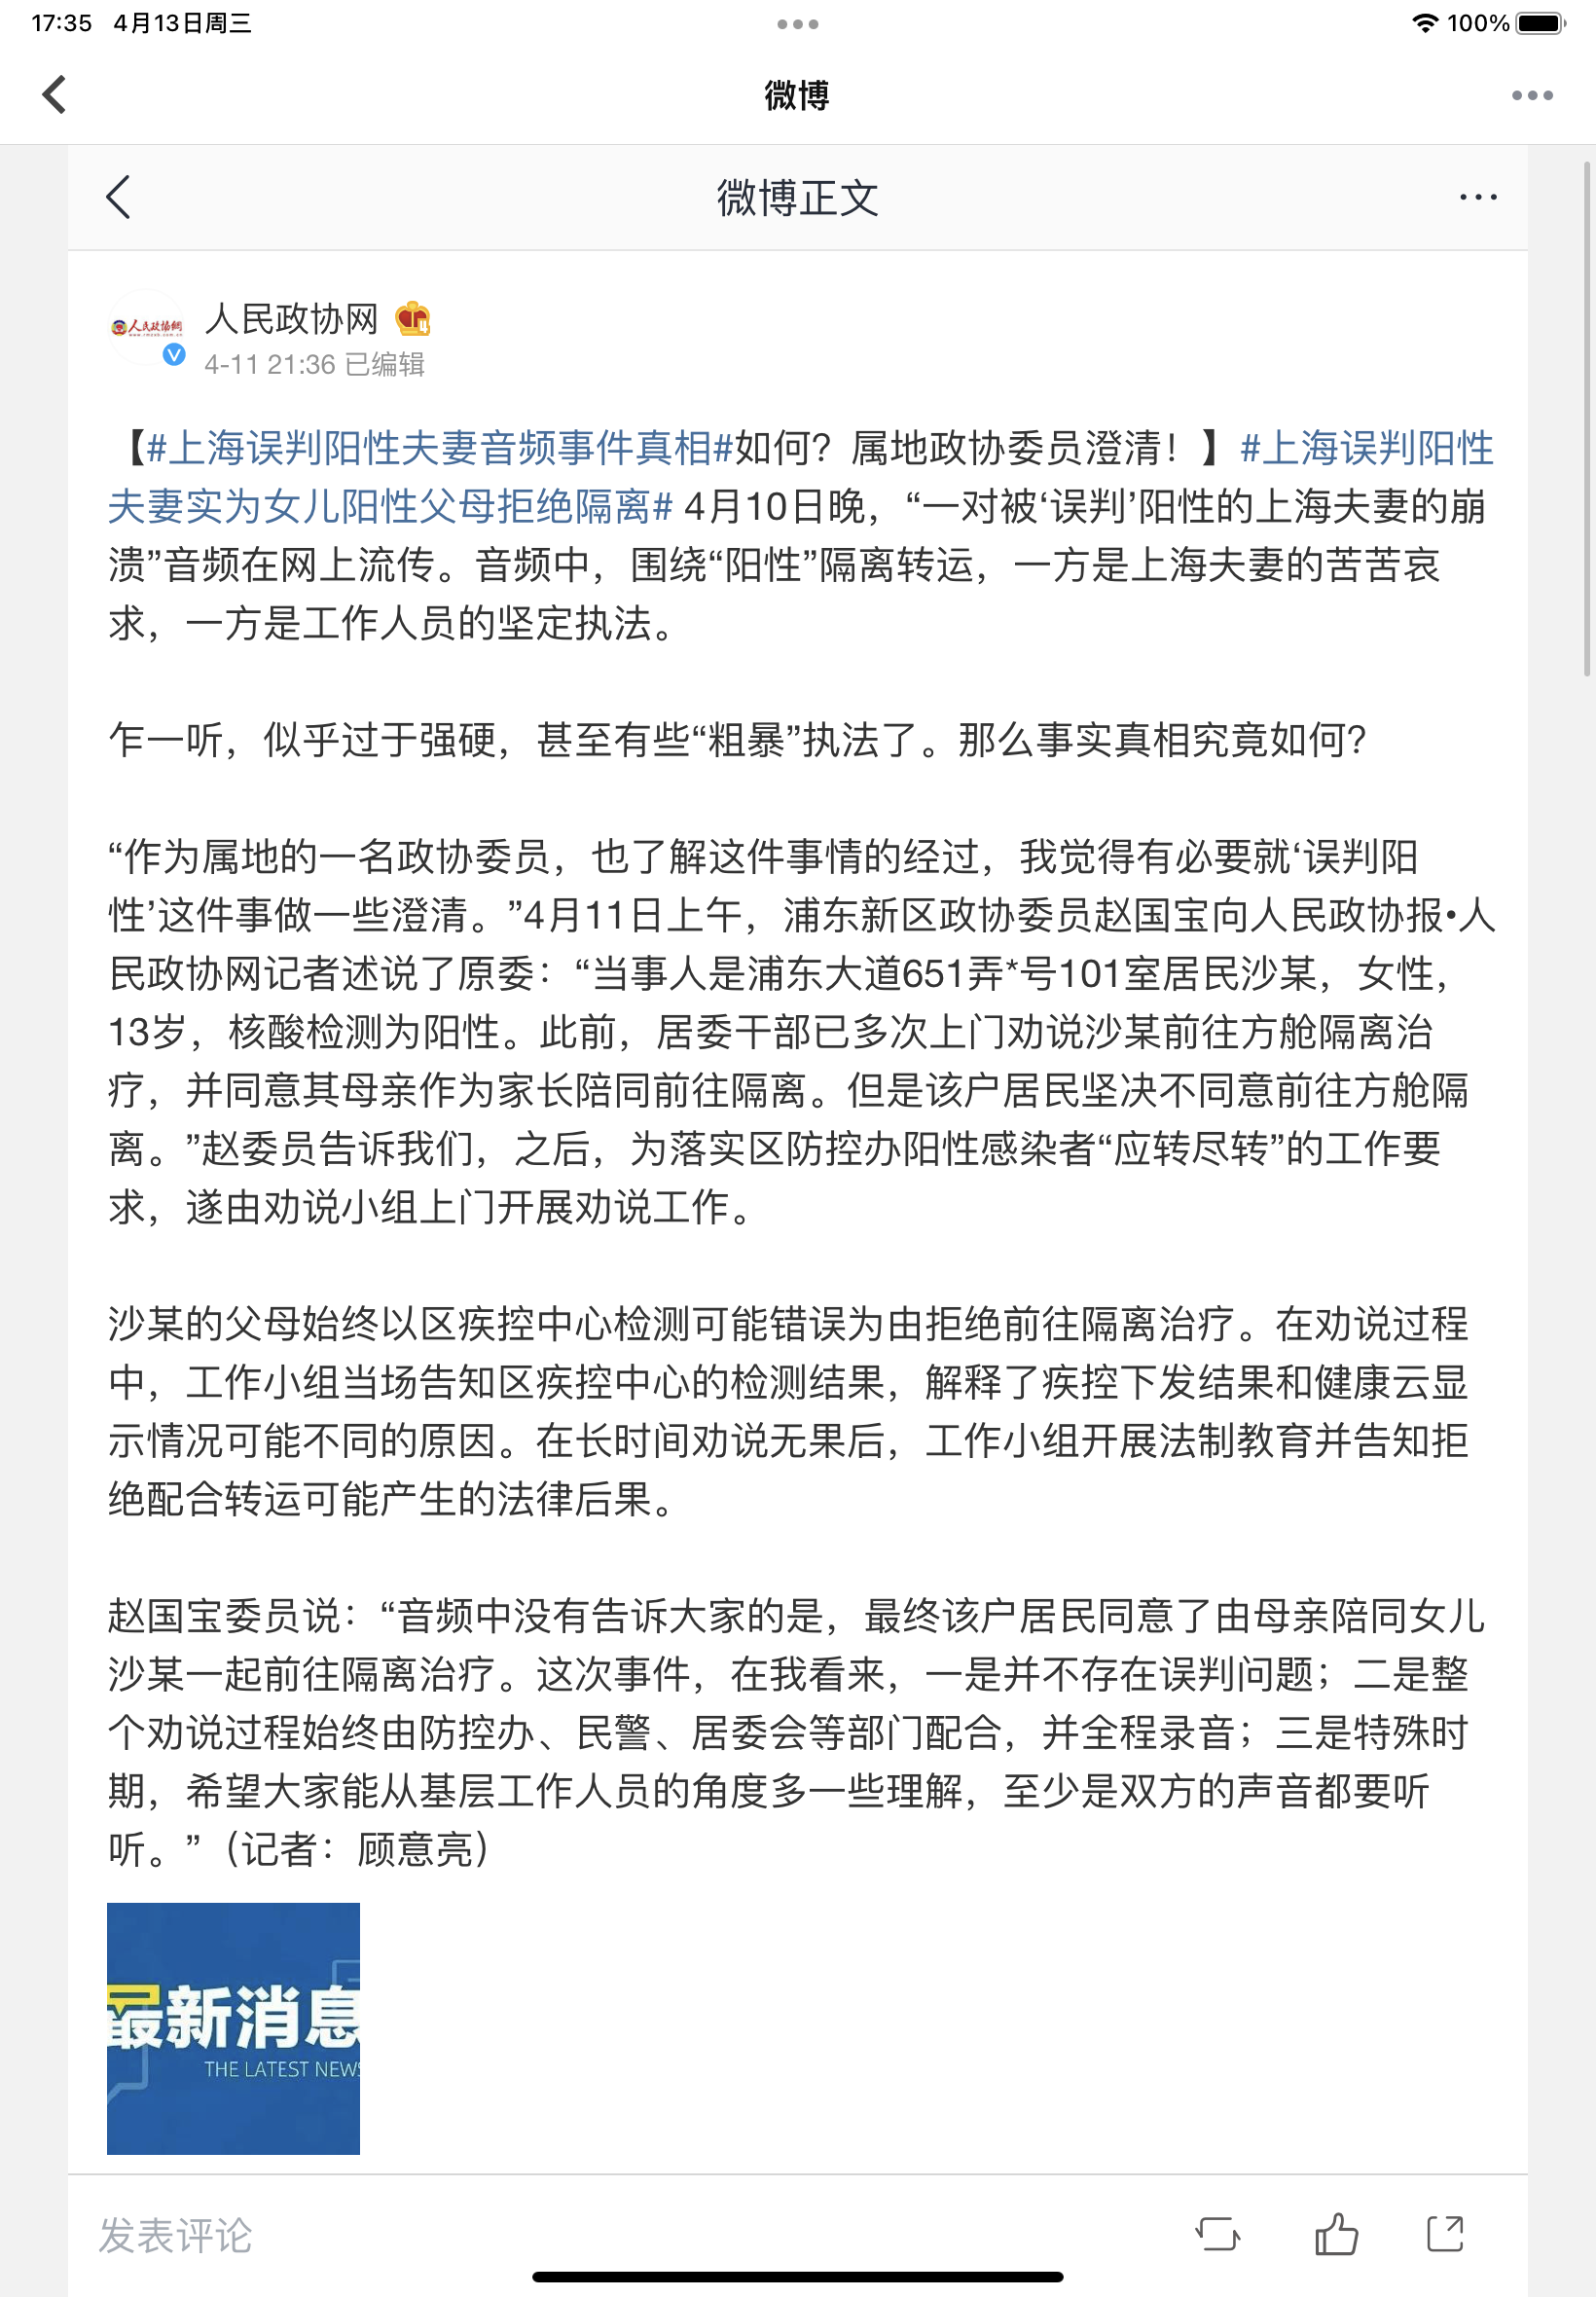 17:35 4月13日周三
100%
微博
微博正文
人民政协网
4-11 21:36 已编辑
【#上海误判阳性夫妻音频事件真相#如何？属地政协委员澄清！】#上海误判阳性
夫妻实为女儿阳性父母拒绝隔离# 4月10日晚，“一对被‘误判’阳性的上海夫妻的崩
溃”音频在网上流传。音频中，围绕“阳性”隔离转运，一方是上海夫妻的苦苦哀
求，一方是工作人员的坚定执法。
乍一听，似乎过于强硬，甚至有些“粗暴”执法了。那么事实真相究竟如何？
“作为属地的一名政协委员，也了解这件事情的经过，我觉得有必要就‘误判阳
性’这件事做一些澄清。”4月11日上午，浦东新区政协委员赵国宝向人民政协报•人
民政协网记者述说了原委：“当事人是浦东大道651弄*号101室居民沙某，女性，
13岁，核酸检测为阳性。此前，居委干部已多次上门劝说沙某前往方舱隔离治
疗，并同意其母亲作为家长陪同前往隔离。但是该户居民坚决不同意前往方舱隔
离。”赵委员告诉我们，之后，为落实区防控办阳性感染者“应转尽转”的工作要
求，遂由劝说小组上门开展劝说工作。
沙某的父母始终以区疾控中心检测可能错误为由拒绝前往隔离治疗。在劝说过程
中，工作小组当场告知区疾控中心的检测结果，解释了疾控下发结果和健康云显
示情况可能不同的原因。在长时间劝说无果后，工作小组开展法制教育并告知拒
绝配合转运可能产生的法律后果。
赵国宝委员说：“音频中没有告诉大家的是，最终该户居民同意了由母亲陪同女儿
沙某一起前往隔离治疗。这次事件，在我看来，一是并不存在误判问题；二是整
个劝说过程始终由防控办、民警、居委会等部门配合，并全程录音；三是特殊时
期，希望大家能从基层工作人员的角度多一些理解，至少是双方的声音都要听
听。”（记者：顾意亮）
最新消息
THE LATEST NEWS
发表评论